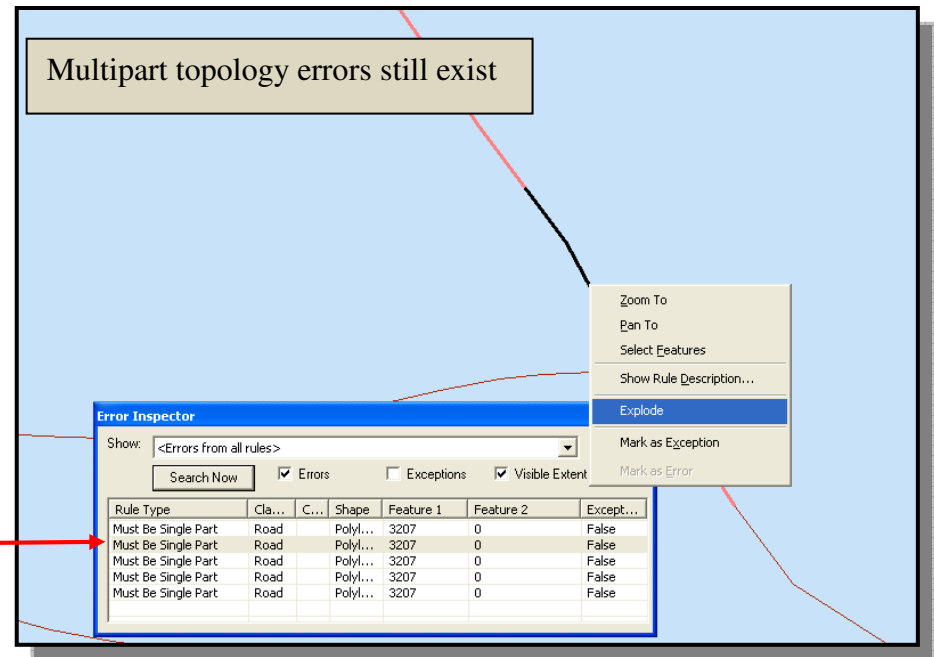 Multipart topology errors still exist
Zoom To
Pan To
Select Features
Show Rule Description...
Explode
Mark as Exception
Mark as Error
Error Inspector
Show: <Errors from all rules>
Search Now Errors Exceptions Visible Extent
Rule Type Cla... C... Shape Feature 1 Feature 2 Except...
Must Be Single Part Road Polyl... 3207 0 False
Must Be Single Part Road Polyl... 3207 0 False
Must Be Single Part Road Polyl... 3207 0 False
Must Be Single Part Road Polyl... 3207 0 False
Must Be Single Part Road Polyl... 3207 0 False